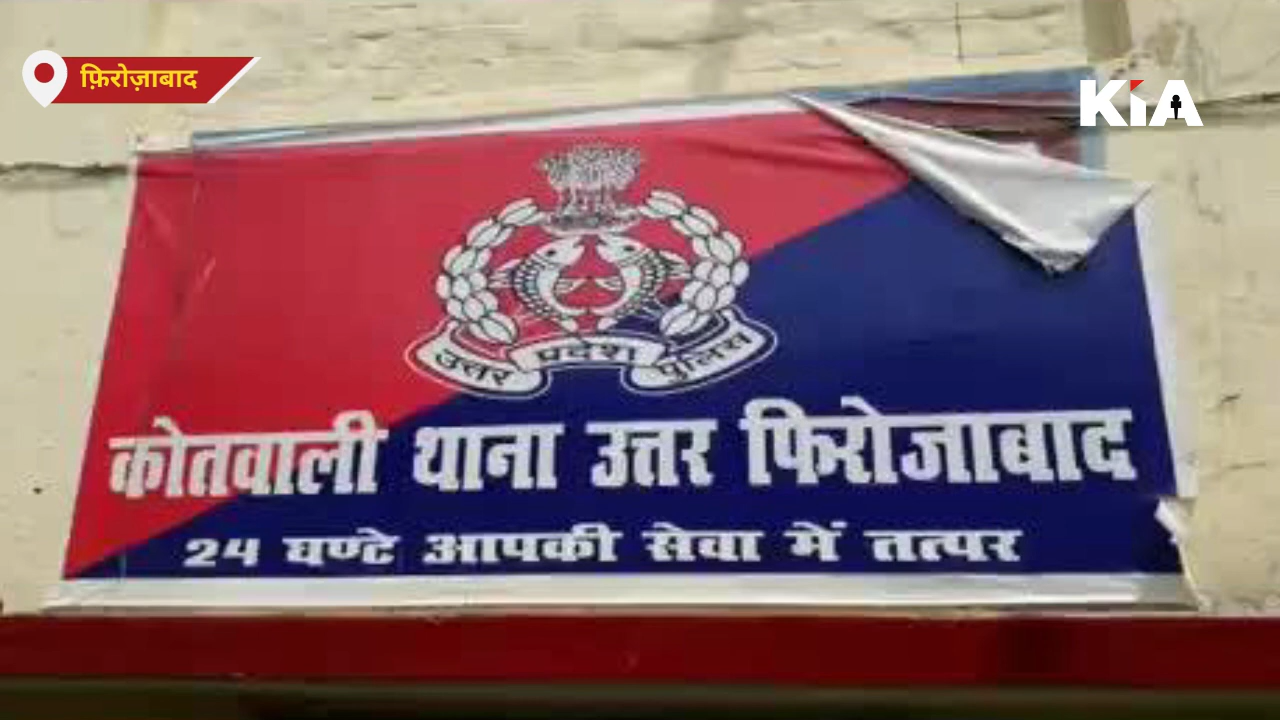 फ़िरोज़ाबाद
KiA
उत्तर प्रदेश पुलिस
कोतवाली थाना उत्तर फिरोजाबाद
24 घण्टे आपकी सेवा में तत्पर